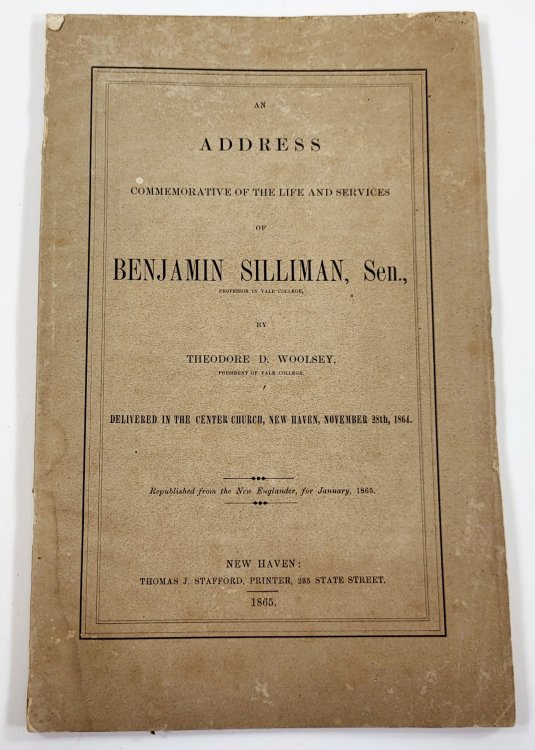 AN
ADDRESS
COMMEMORATIVE OF THE LIFE AND SERVICES
OF
BENJAMIN SILLIMAN, Sen.,
PROFESSOR IN YALE COLLEGE,
BY
THEODORE D. WOOLSEY,
PRESIDENT OF YALE COLLEGE.
DELIVERED IN THE CENTER CHURCH, NEW HAVEN, NOVEMBER 28th, 1864.
Republished from the New Englander, for January, 1865.
NEW HAVEN:
THOMAS J. STAFFORD, PRINTER, 235 STATE STREET.
1865.